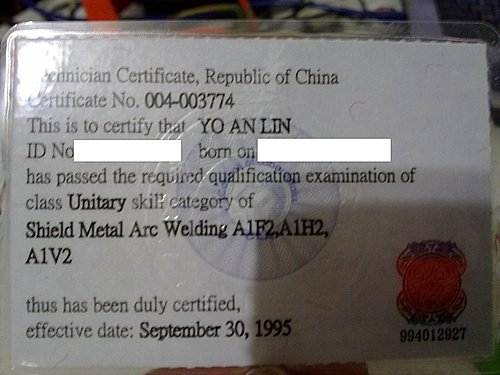 Technician Certificate, Republic of China
Certificate No. 004-003774
This is to certify that YO AN LIN
ID No born on
has passed the required qualification examination of
class Unitary skill category of
Shield Metal Arc Welding A1F2,A1H2,
A1V2
thus has been duly certified,
effective date: September 30, 1995
994012927